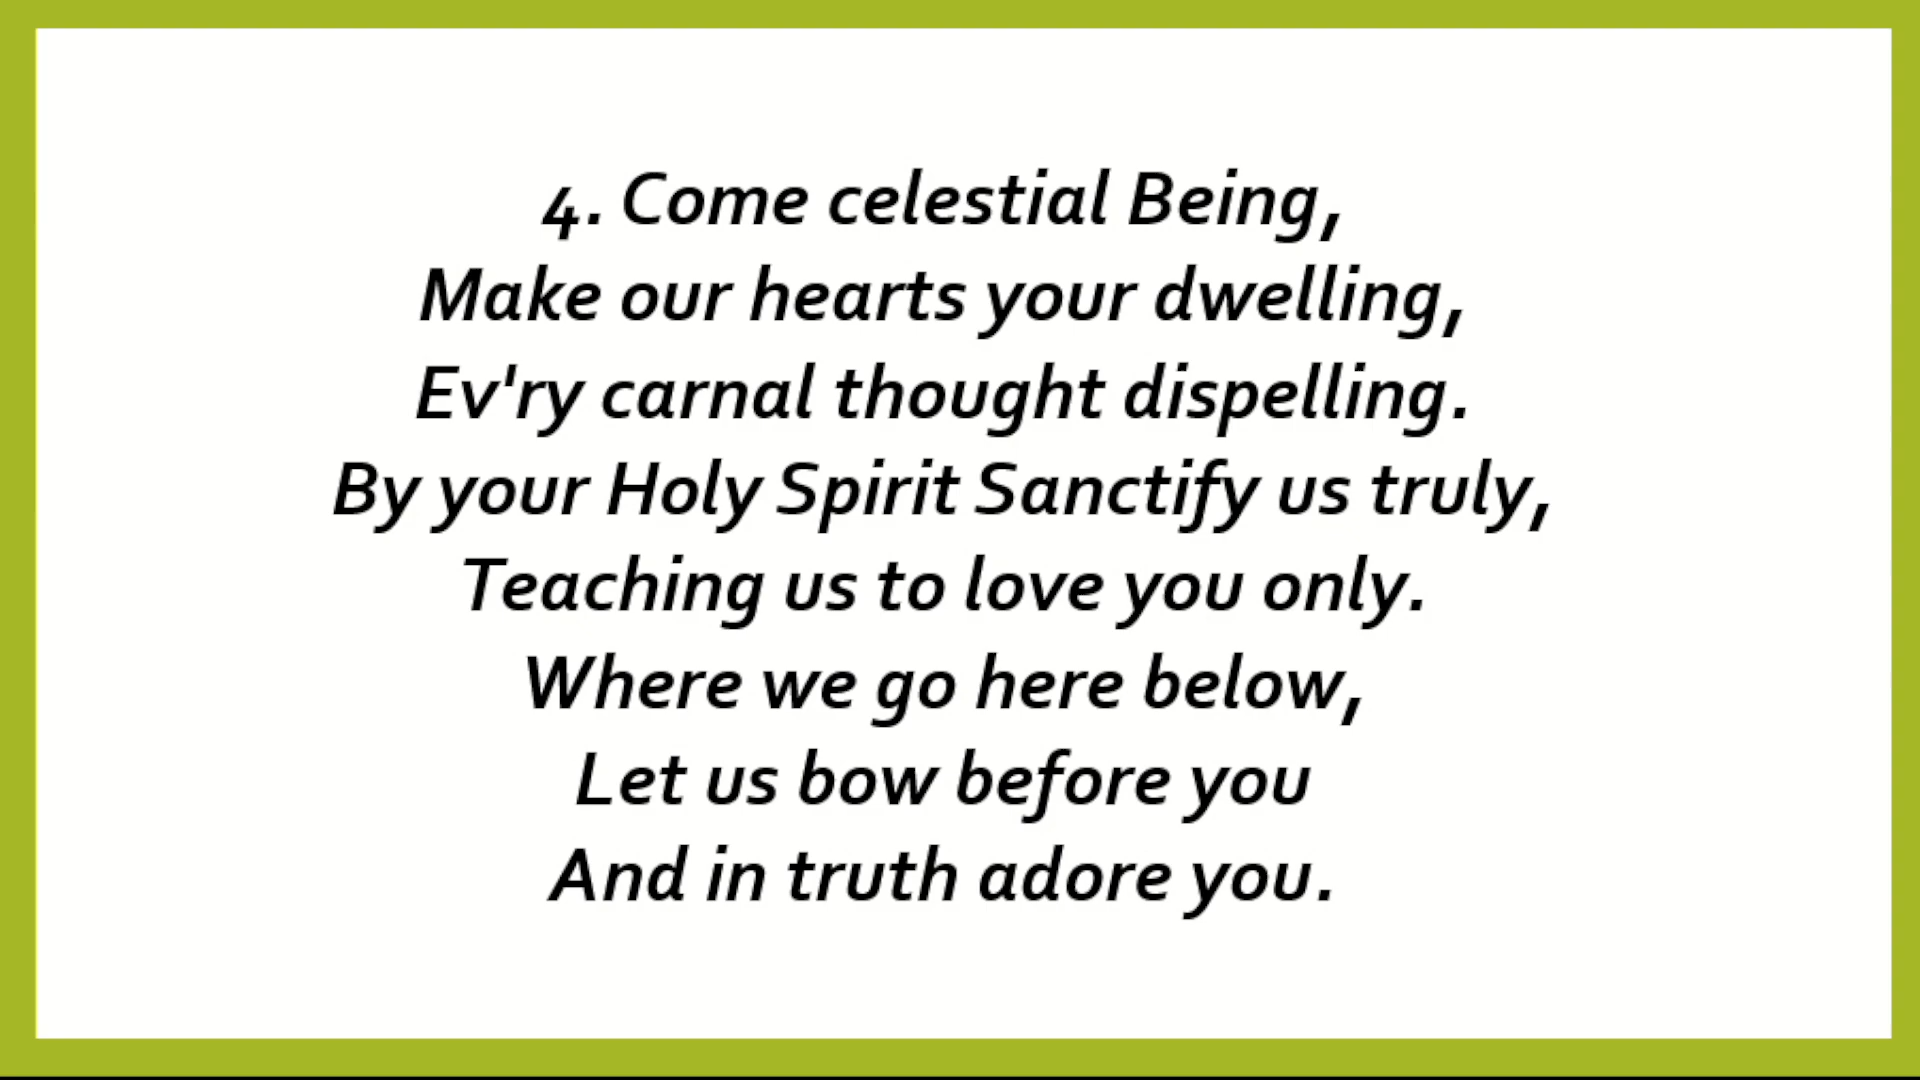 4. Come celestial Being,
Make our hearts your dwelling,
Ev'ry carnal thought dispelling.
By your Holy Spirit Sanctify us truly,
Teaching us to love you only.
Where we go here below,
Let us bow before you
And in truth adore you.